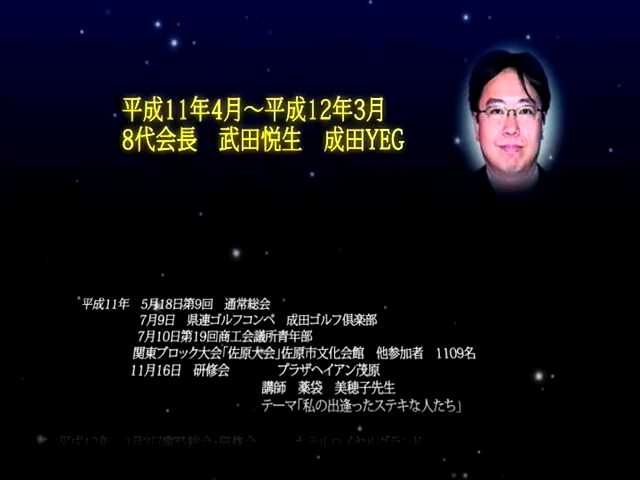 平成11年4月～平成12年3月
8代会長　武田悦生　成田YEG
平成11年　5月18日第9回　通常総会
7月9日　県連ゴルフコンペ　成田ゴルフ倶楽部
7月10日第19回商工会議所青年部
関東ブロック大会「佐原大会」佐原市文化会館　他参加者　1109名
11月16日　研修会　　　プラザヘイアン茂原
講師　薬袋　美穂子先生
テーマ「私の出逢ったステキな人たち」